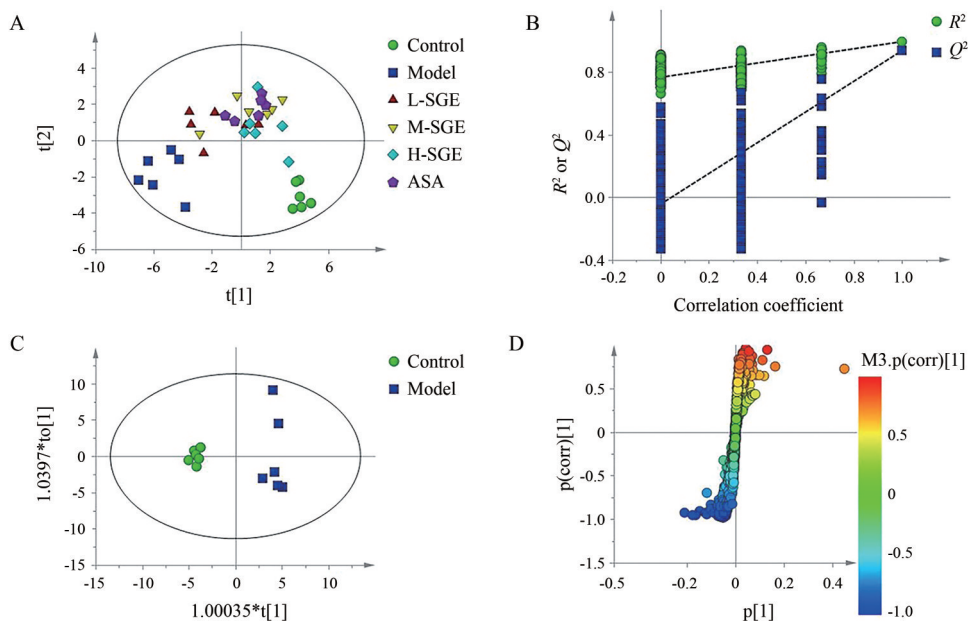 A
t[2]
6
4
2
0
-2
-4
-6
-10
-6
-2
2
6
t[1]
Control
Model
L-SGE
M-SGE
H-SGE
ASA
B
R² or Q²
0.8
0.4
0.0
-0.4
-0.2
0
0.2
0.4
0.6
0.8
1.0
Correlation coefficient
R²
Q²
C
1.0397*to[1]
15
10
5
0
-5
-10
-15
-15
-10
-5
0
5
10
15
1.00035*t[1]
Control
Model
D
p(corr)[1]
0.5
0
-0.5
-1.0
-1.5
-0.5
-0.2
0
0.2
0.4
p[1]
M3.p(corr)[1]
0.5
0
-0.5
-1.0